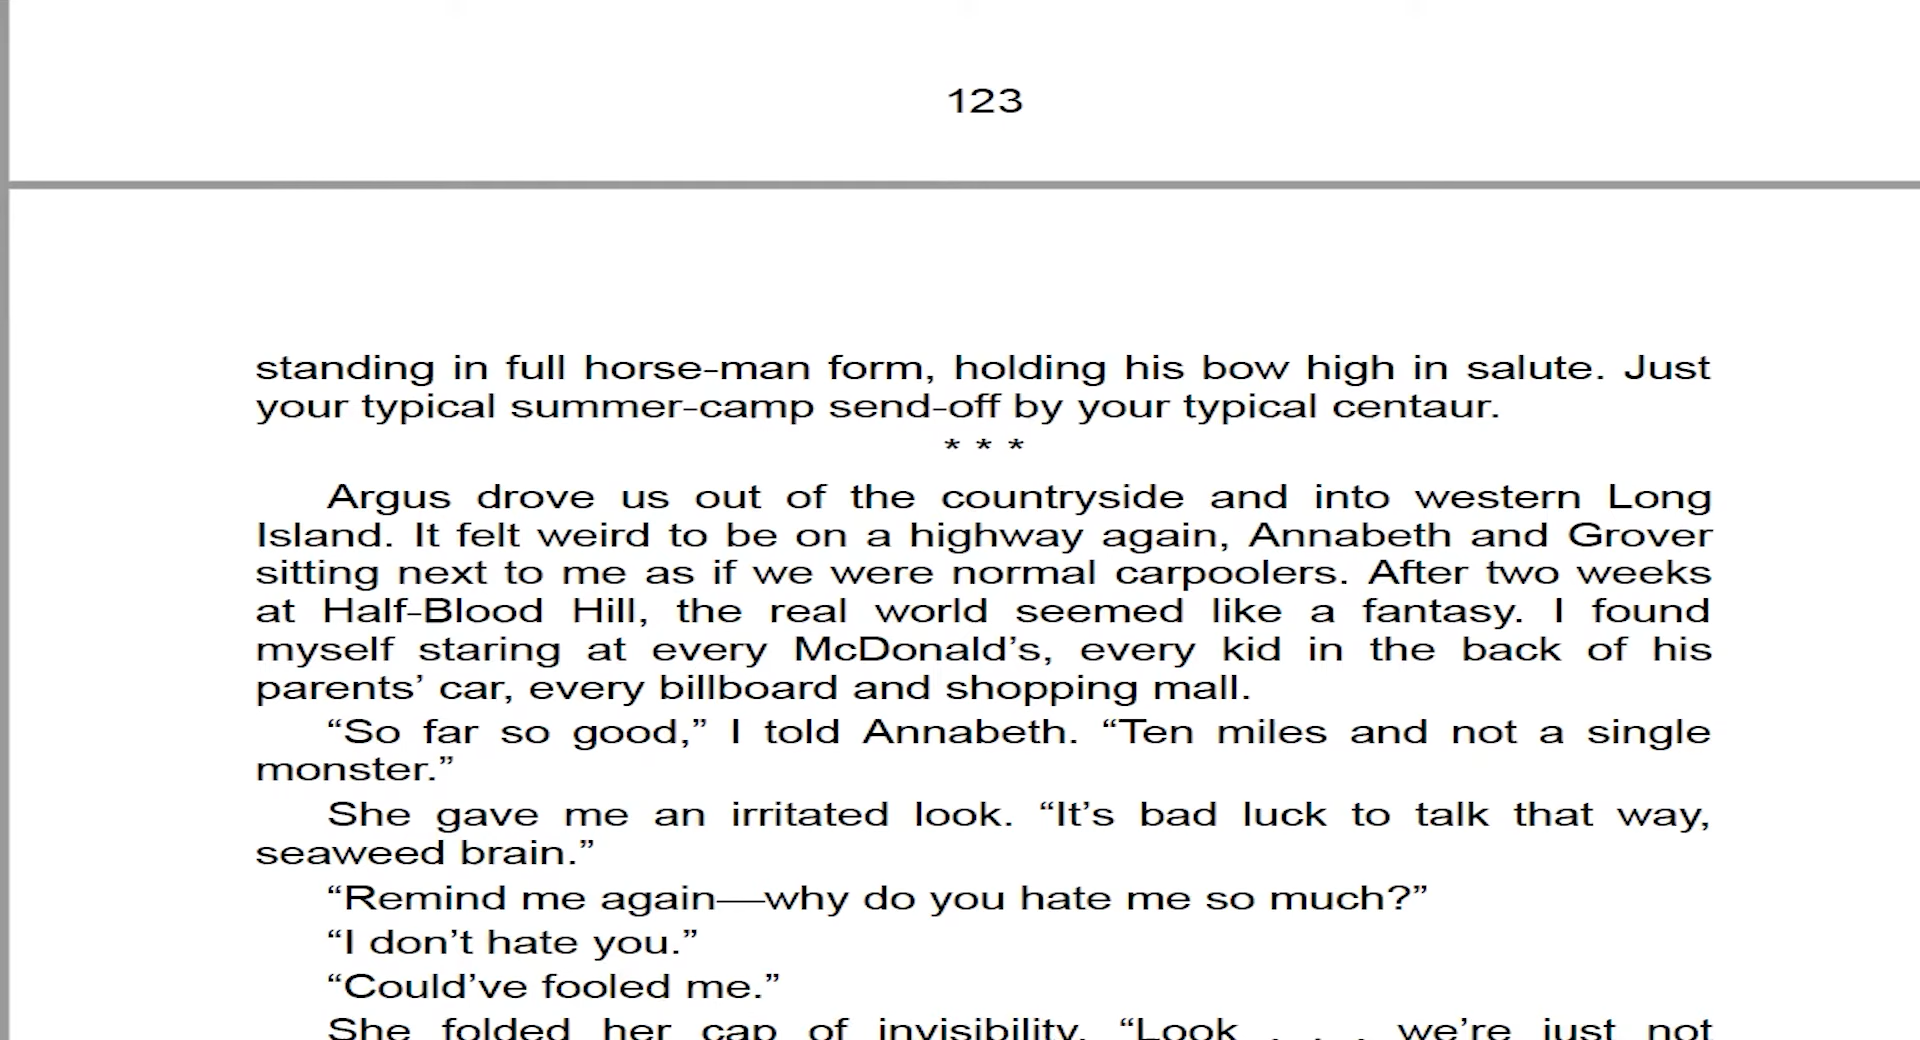 123
standing in full horse-man form, holding his bow high in salute. Just
your typical summer-camp send-off by your typical centaur.
* * *
Argus drove us out of the countryside and into western Long
Island. It felt weird to be on a highway again, Annabeth and Grover
sitting next to me as if we were normal carpoolers. After two weeks
at Half-Blood Hill, the real world seemed like a fantasy. I found
myself staring at every McDonald’s, every kid in the back of his
parents’ car, every billboard and shopping mall.
“So far so good,” I told Annabeth. “Ten miles and not a single
monster.”
She gave me an irritated look. “It’s bad luck to talk that way,
seaweed brain.”
“Remind me again—why do you hate me so much?”
“I don’t hate you.”
“Could’ve fooled me.”
She folded her cap of invisibility. “Look . . . we’re just not